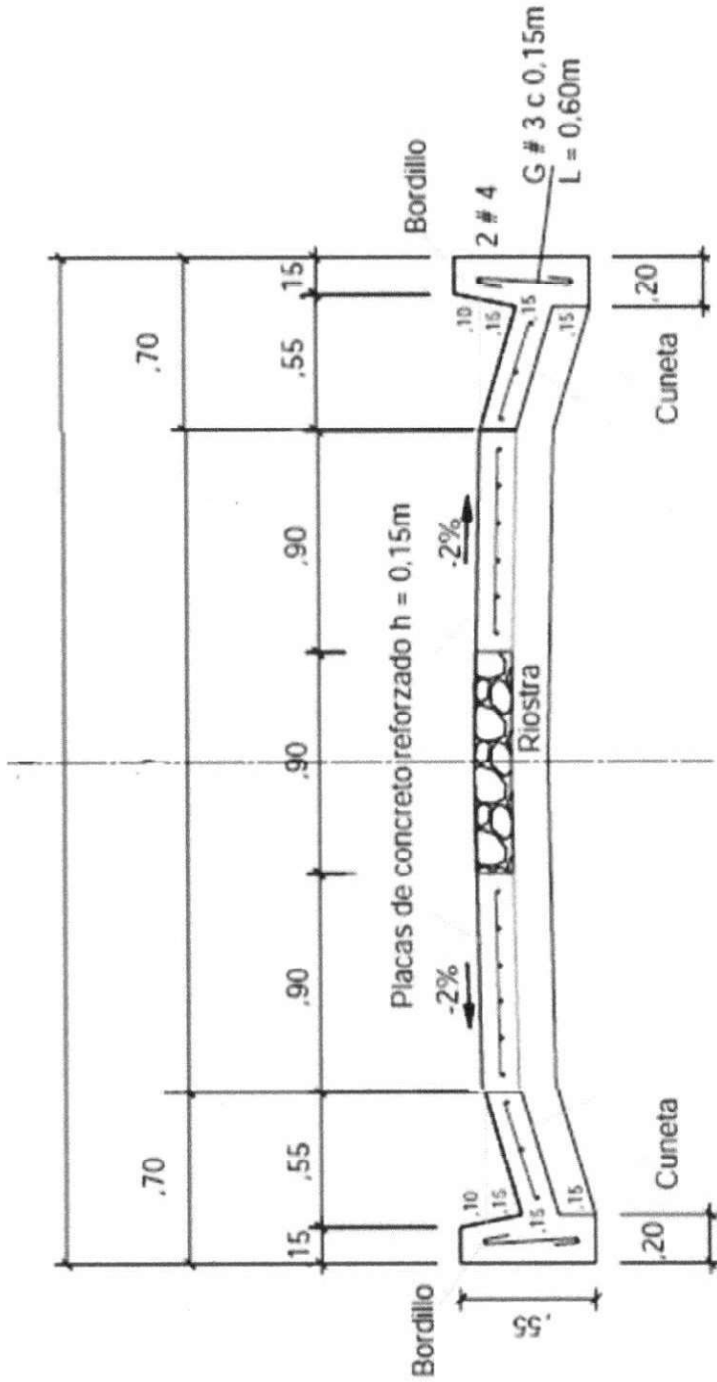 ,70
,70
,15
,55
,90
,90
,90
,55
15
Bordillo
Bordillo
Placas de concreto reforzado h = 0,15m
-2%
-2%
,10
,15
,15
,15
,10
,15
,15
,15
2 # 4
G # 3 c 0,15m
L = 0,60m
Riostra
,55
,20
Cuneta
Cuneta
,20